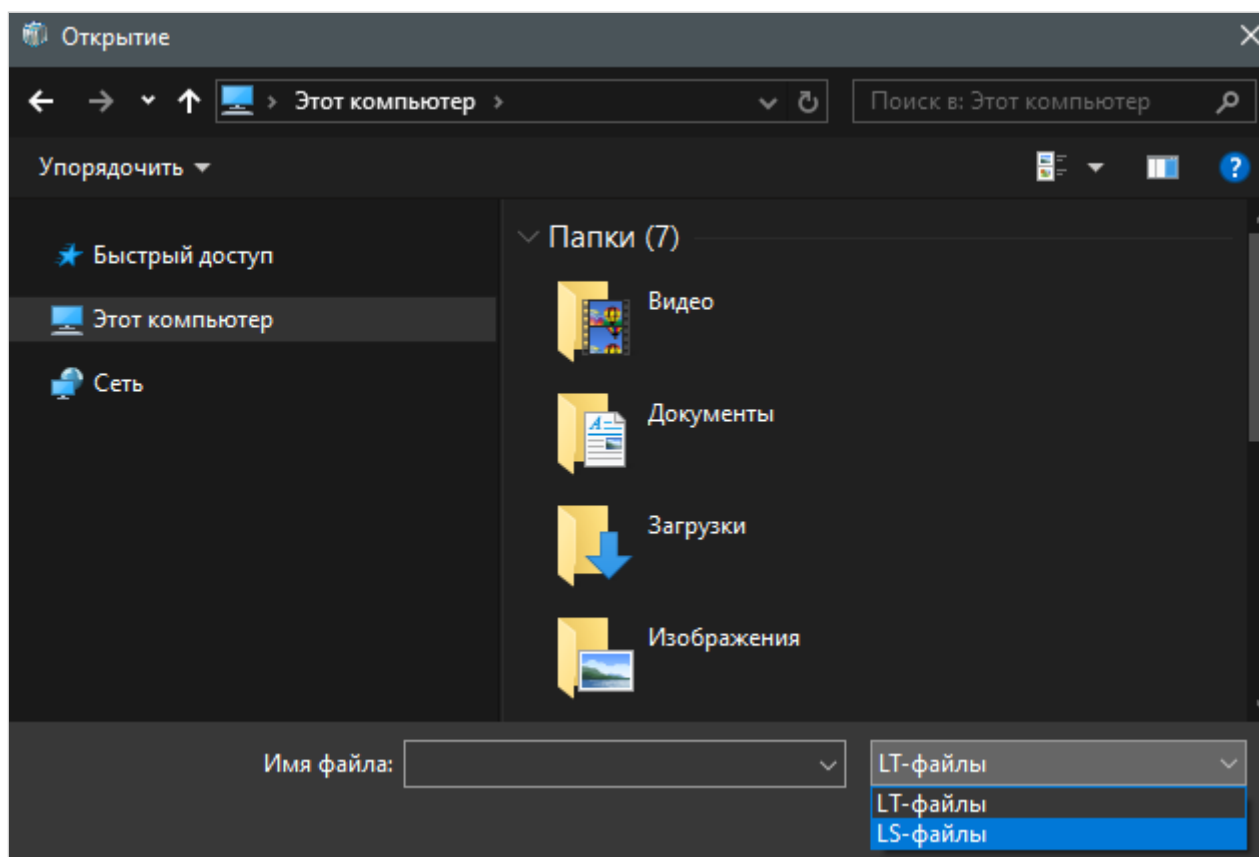 Открытие
Этот компьютер
Поиск в: Этот компьютер
Упорядочить
Быстрый доступ
Этот компьютер
Сеть
Папки (7)
Видео
Документы
Загрузки
Изображения
Имя файла:
LT-файлы
LT-файлы
LS-файлы